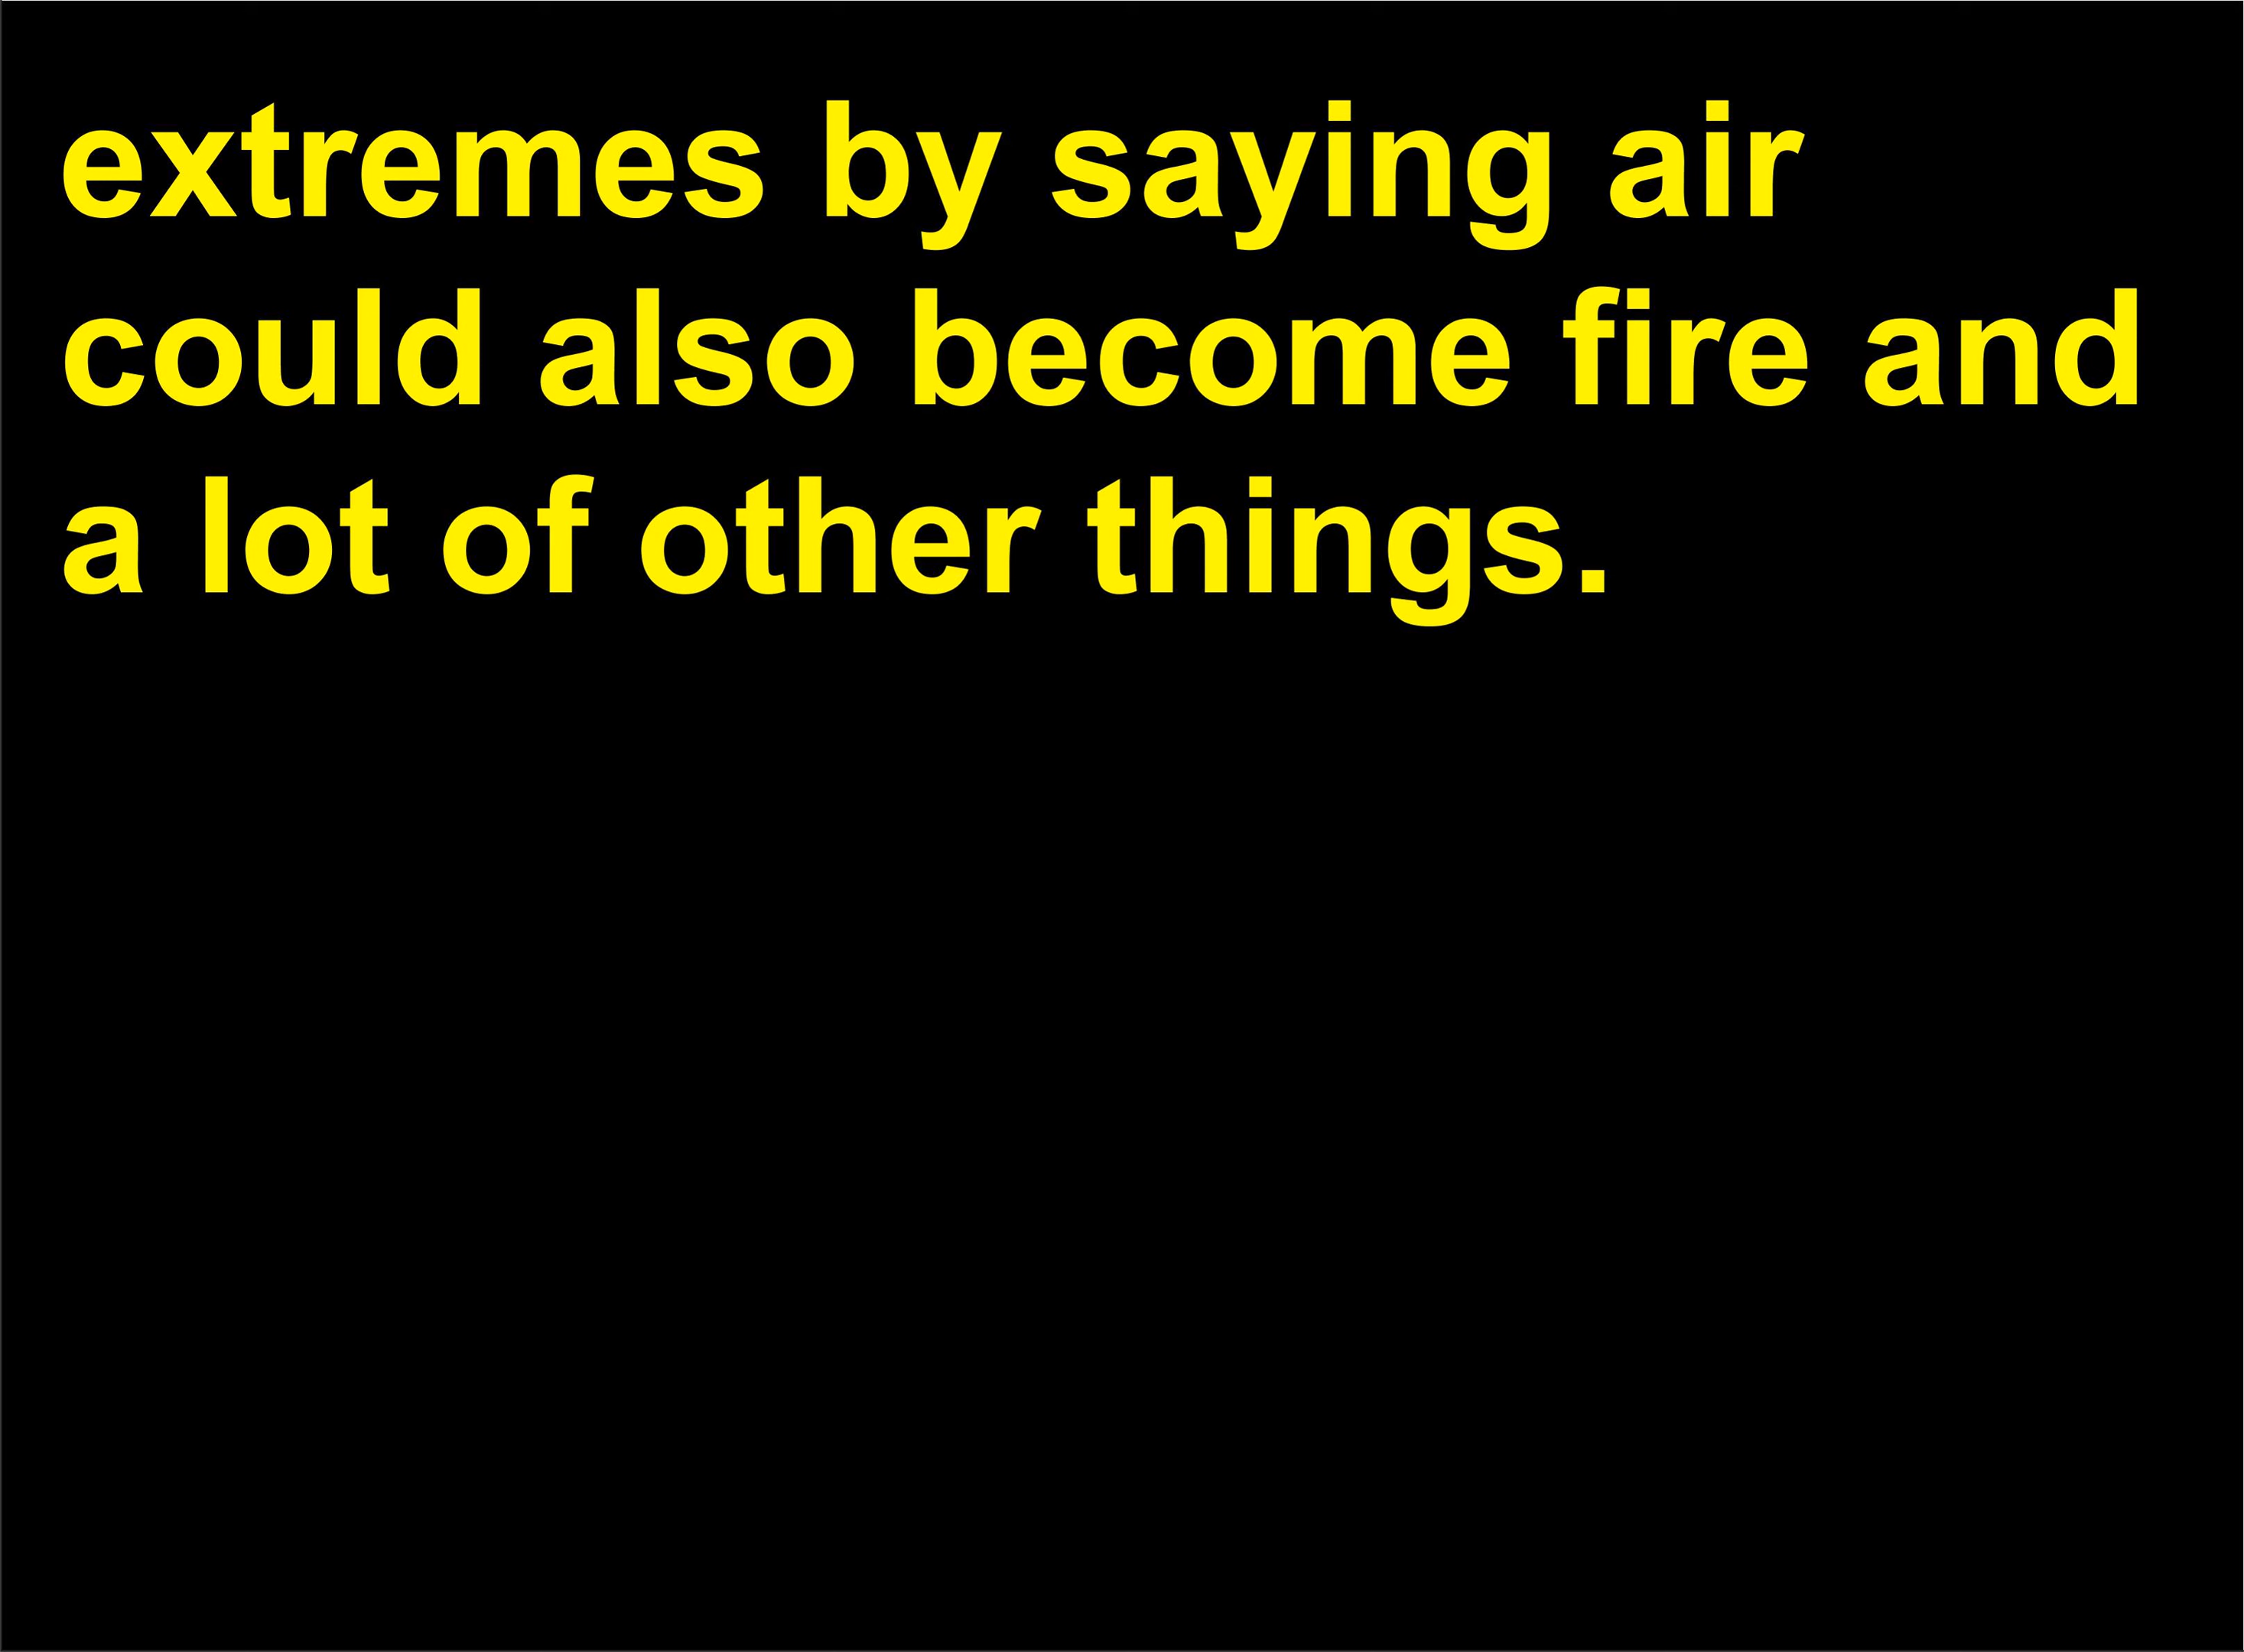 extremes by saying air
could also become fire and
a lot of other things.